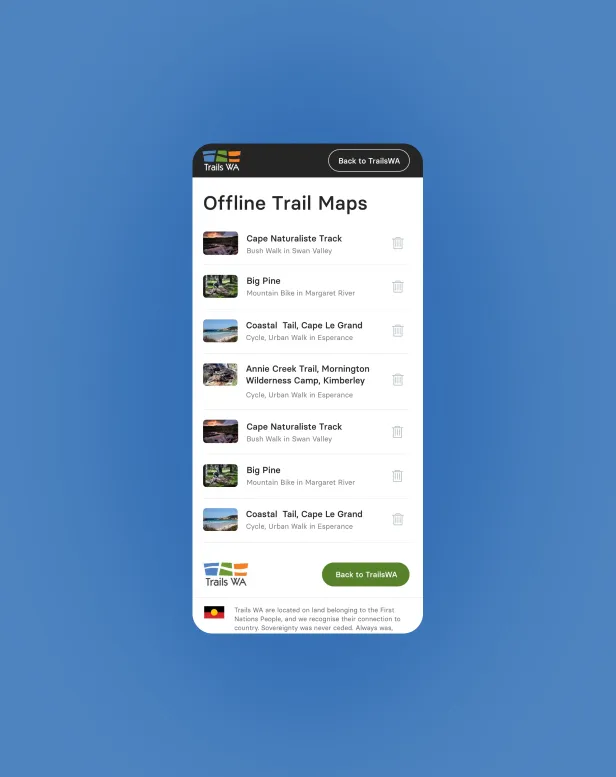 Trails WA
Back to TrailsWA
Offline Trail Maps
Cape Naturaliste Track
Bush Walk in Swan Valley
Big Pine
Mountain Bike in Margaret River
Coastal  Tail, Cape Le Grand
Cycle, Urban Walk in Esperance
Annie Creek Trail, Mornington
Wilderness Camp, Kimberley
Cycle, Urban Walk in Esperance
Cape Naturaliste Track
Bush Walk in Swan Valley
Big Pine
Mountain Bike in Margaret River
Coastal  Tail, Cape Le Grand
Cycle, Urban Walk in Esperance
Trails WA
Back to TrailsWA
Trails WA are located on land belonging to the First
Nations People, and we recognise their connection to
country. Sovereignty was never ceded. Always was,